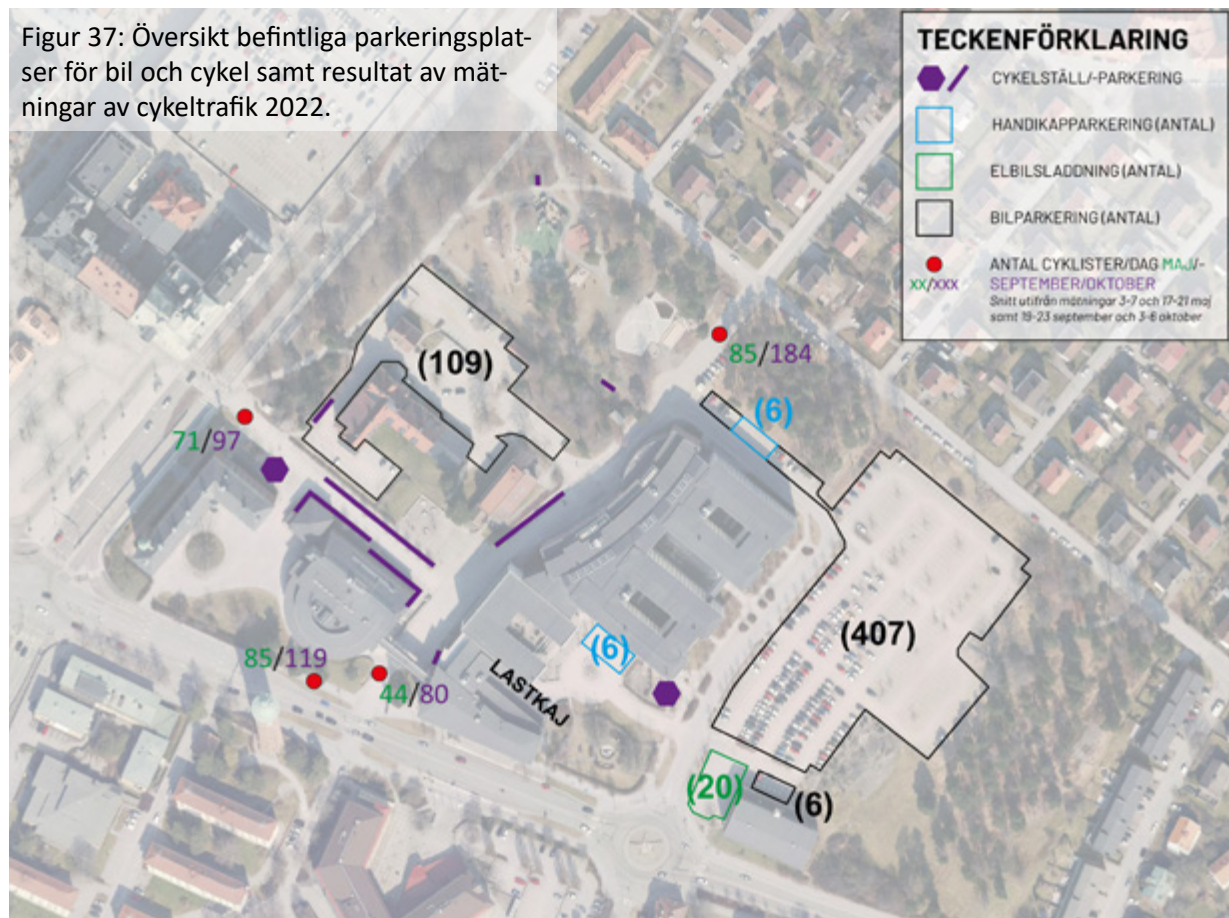 Figur 37: Översikt befintliga parkeringsplat-
ser för bil och cykel samt resultat av mät-
ningar av cykeltrafik 2022.
TECKENFÖRKLARING
CYKELSTÄLL/-PARKERING
HANDIKAPPARKERING (ANTAL)
ELBILSLADDNING (ANTAL)
BILPARKERING (ANTAL)
ANTAL CYKLISTER/DAG MAJ/-
XX/XXX SEPTEMBER/OKTOBER
Snitt utifrån mätningar 3-7 och 17-21 maj
samt 19-23 september och 3-6 oktober
(109)
85/184
(6)
71/97
(407)
(6)
85/119
44/80
LASTKAJ
(20)
(6)